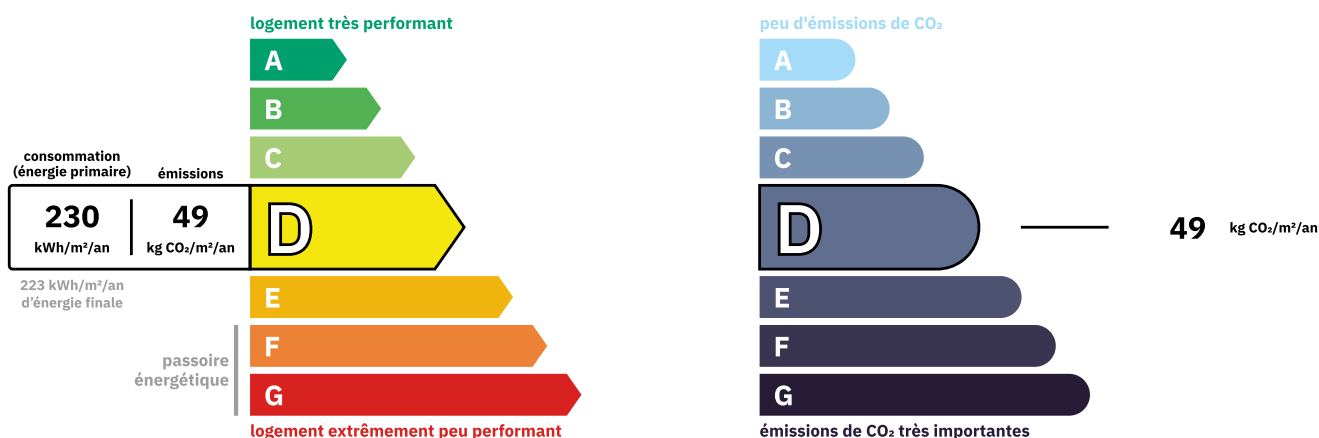 logement très performant
A
B
C
consommation
(énergie primaire)
émissions
230
kWh/m²/an
49
kg CO₂/m²/an
D
223 kWh/m²/an
d'énergie finale
E
passoire
énergétique
F
G
logement extrêmement peu performant
peu d'émissions de CO₂
A
B
C
D
49 kg CO₂/m²/an
E
F
G
émissions de CO₂ très importantes